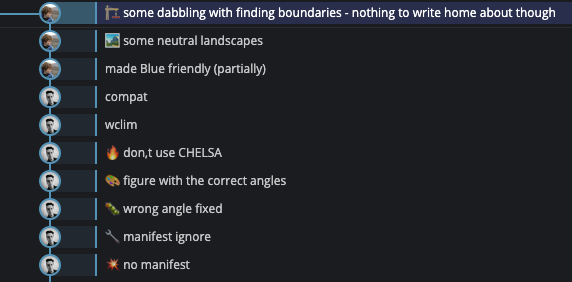 🏗️ some dabbling with finding boundaries - nothing to write home about though
🏞️ some neutral landscapes
made Blue friendly (partially)
compat
wclim
🔥 don,t use CHELSA
🎨 figure with the correct angles
🐛 wrong angle fixed
🔧 manifest ignore
💥 no manifest